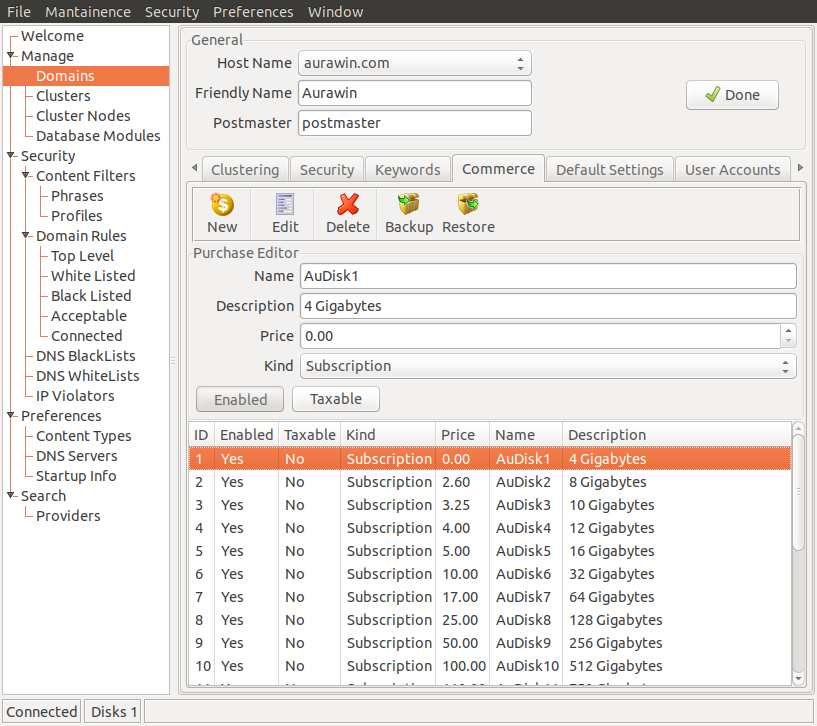 File Mantainence Security Preferences Window
Welcome
Manage
Domains
Clusters
Cluster Nodes
Database Modules
Security
Content Filters
Phrases
Profiles
Domain Rules
Top Level
White Listed
Black Listed
Acceptable
Connected
DNS BlackLists
DNS WhiteLists
IP Violators
Preferences
Content Types
DNS Servers
Startup Info
Search
Providers
General
Host Name aurawin.com
Friendly Name Aurawin
Postmaster postmaster
Done
Clustering Security Keywords Commerce Default Settings User Accounts
New Edit Delete Backup Restore
Purchase Editor
Name AuDisk1
Description 4 Gigabytes
Price 0.00
Kind Subscription
Enabled Taxable
ID Enabled Taxable Kind Price Name Description
1 Yes No Subscription 0.00 AuDisk1 4 Gigabytes
2 Yes No Subscription 2.60 AuDisk2 8 Gigabytes
3 Yes No Subscription 3.25 AuDisk3 10 Gigabytes
4 Yes No Subscription 4.00 AuDisk4 12 Gigabytes
5 Yes No Subscription 5.00 AuDisk5 16 Gigabytes
6 Yes No Subscription 10.00 AuDisk6 32 Gigabytes
7 Yes No Subscription 17.00 AuDisk7 64 Gigabytes
8 Yes No Subscription 25.00 AuDisk8 128 Gigabytes
9 Yes No Subscription 50.00 AuDisk9 256 Gigabytes
10 Yes No Subscription 100.00 AuDisk10 512 Gigabytes
Connected Disks 1